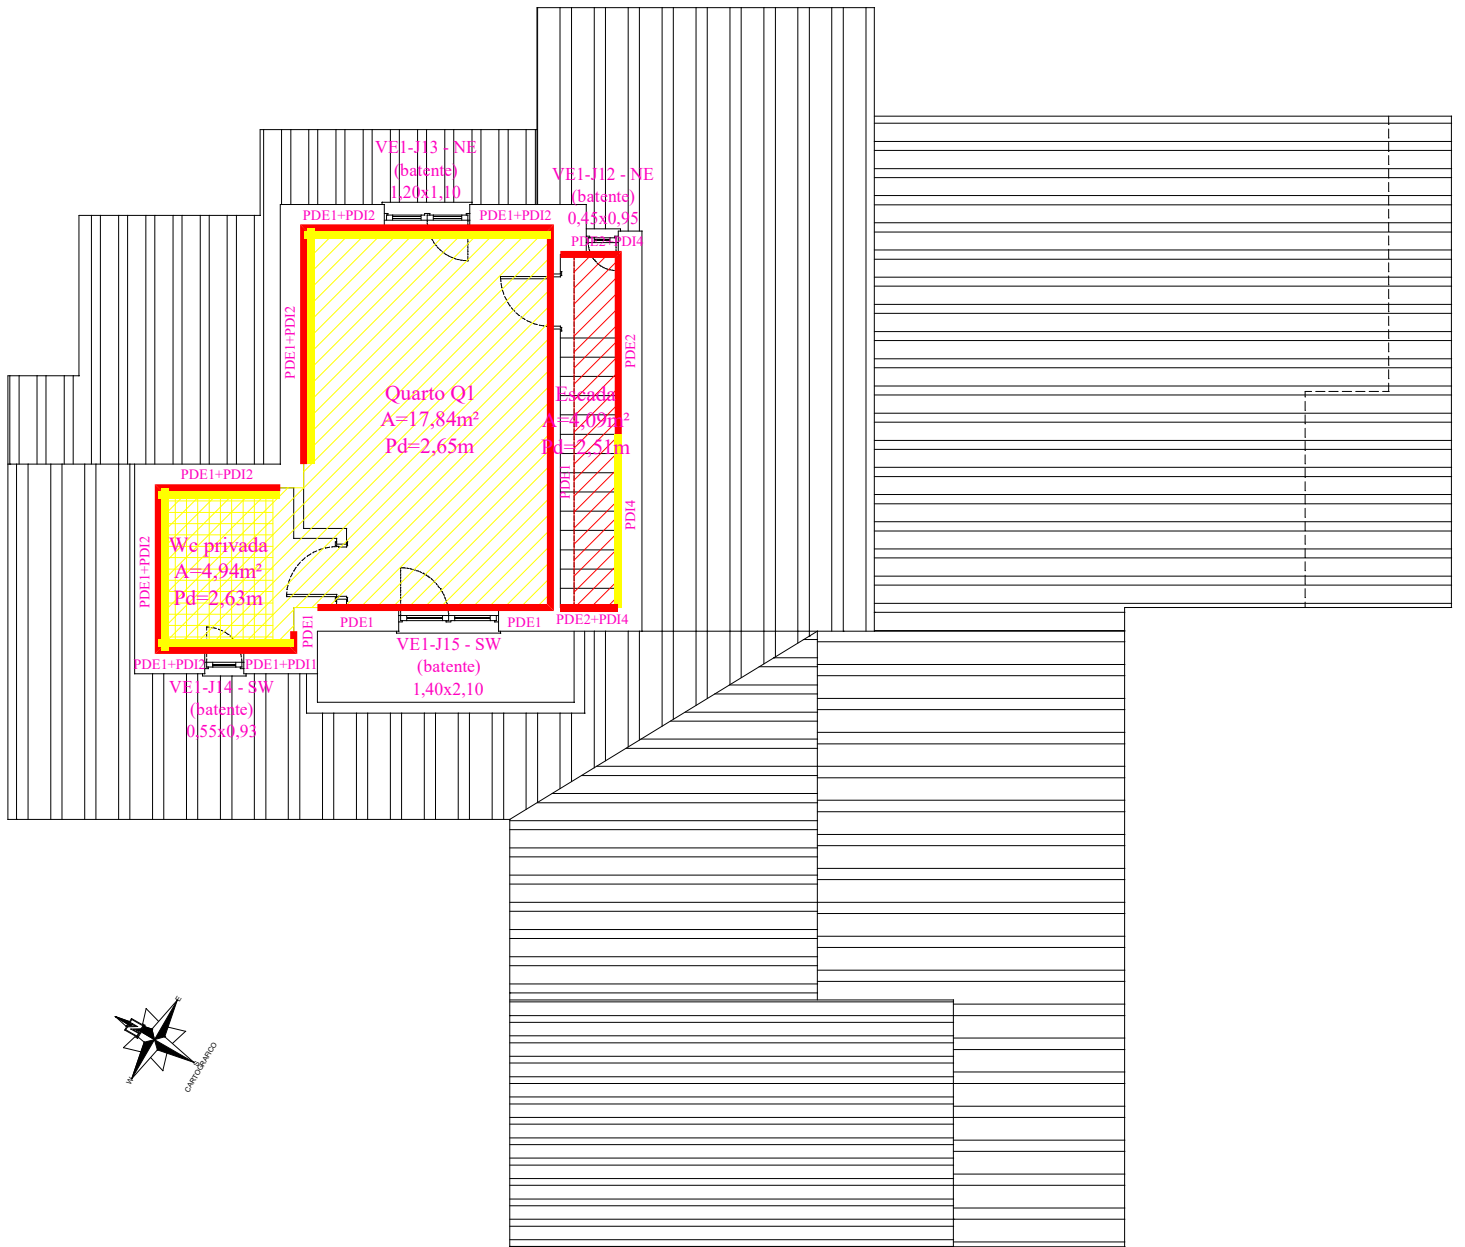 VE1-J13 - NE
(batente)
1,20x1,10
VE1-J12 - NE
(batente)
0,45x0,95
PDE1+PDI2
PDE1+PDI2
PDE2+PDI4
PDE1+PDI2
PDE2
Quarto Q1
A=17,84m²
Pd=2,65m
Escada
A=4,09m²
Pd=2,51m
PDE1
PDI4
PDE1+PDI2
PDE1+PDI2
Wc privada
A=4,94m²
Pd=2,63m
PDE1
PDE1
PDE1
PDE2+PDI4
VE1-J15 - SW
(batente)
1,40x2,10
PDE1+PDI2
PDE1+PDI1
VE1-J14 - SW
(batente)
0,55x0,93
E
N
S
W
CARTOGRARCO